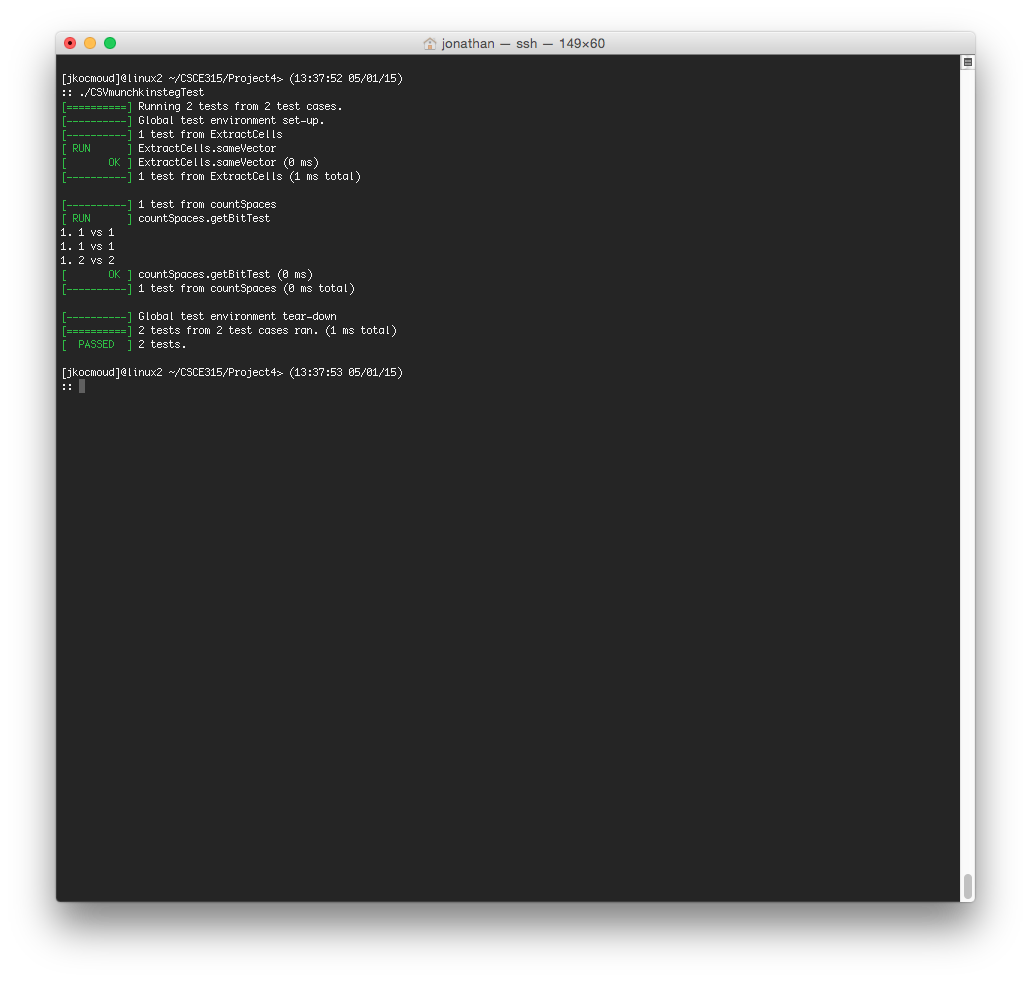 jonathan — ssh — 149×60
[jkocmoud]@linux2 ~/CSCE315/Project4> (13:37:52 05/01/15)
:: ./CSVmunchkinstegTest
[==========] Running 2 tests from 2 test cases.
[----------] Global test environment set-up.
[----------] 1 test from ExtractCells
[ RUN      ] ExtractCells.sameVector
[       OK ] ExtractCells.sameVector (0 ms)
[----------] 1 test from ExtractCells (1 ms total)
[----------] 1 test from countSpaces
[ RUN      ] countSpaces.getBitTest
1. 1 vs 1
1. 1 vs 1
1. 2 vs 2
[       OK ] countSpaces.getBitTest (0 ms)
[----------] 1 test from countSpaces (0 ms total)
[----------] Global test environment tear-down
[==========] 2 tests from 2 test cases ran. (1 ms total)
[  PASSED  ] 2 tests.
[jkocmoud]@linux2 ~/CSCE315/Project4> (13:37:53 05/01/15)
::